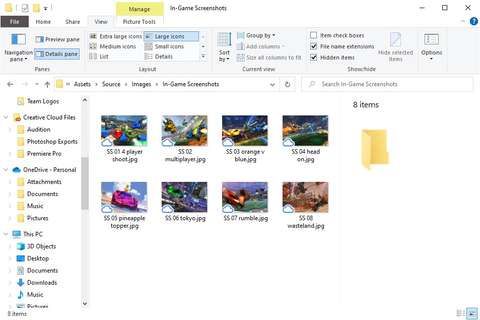 Manage
In-Game Screenshots
File
Home
Share
View
Picture Tools
Navigation pane
Preview pane
Details pane
Panes
Extra large icons
Large icons
Medium icons
Small icons
List
Details
Layout
Sort by
Group by
Add columns
Size all columns to fit
Current view
Item check boxes
File name extensions
Hidden items
Hide selected items
Show/hide
Options
Assets > Source > Images > In-Game Screenshots
Search In-Game Screenshots
Team Logos
Creative Cloud Files
Audition
Photoshop Exports
Premiere Pro
OneDrive - Personal
Attachments
Documents
Music
Pictures
This PC
3D Objects
Desktop
Documents
Downloads
Music
Pictures
SS 01 4 player shoot.jpg
SS 02 multiplayer.jpg
SS 03 orange v blue.jpg
SS 04 head on.jpg
SS 05 pineapple topper.jpg
SS 06 tokyo.jpg
SS 07 rumble.jpg
SS 08 wasteland.jpg
8 items
8 items